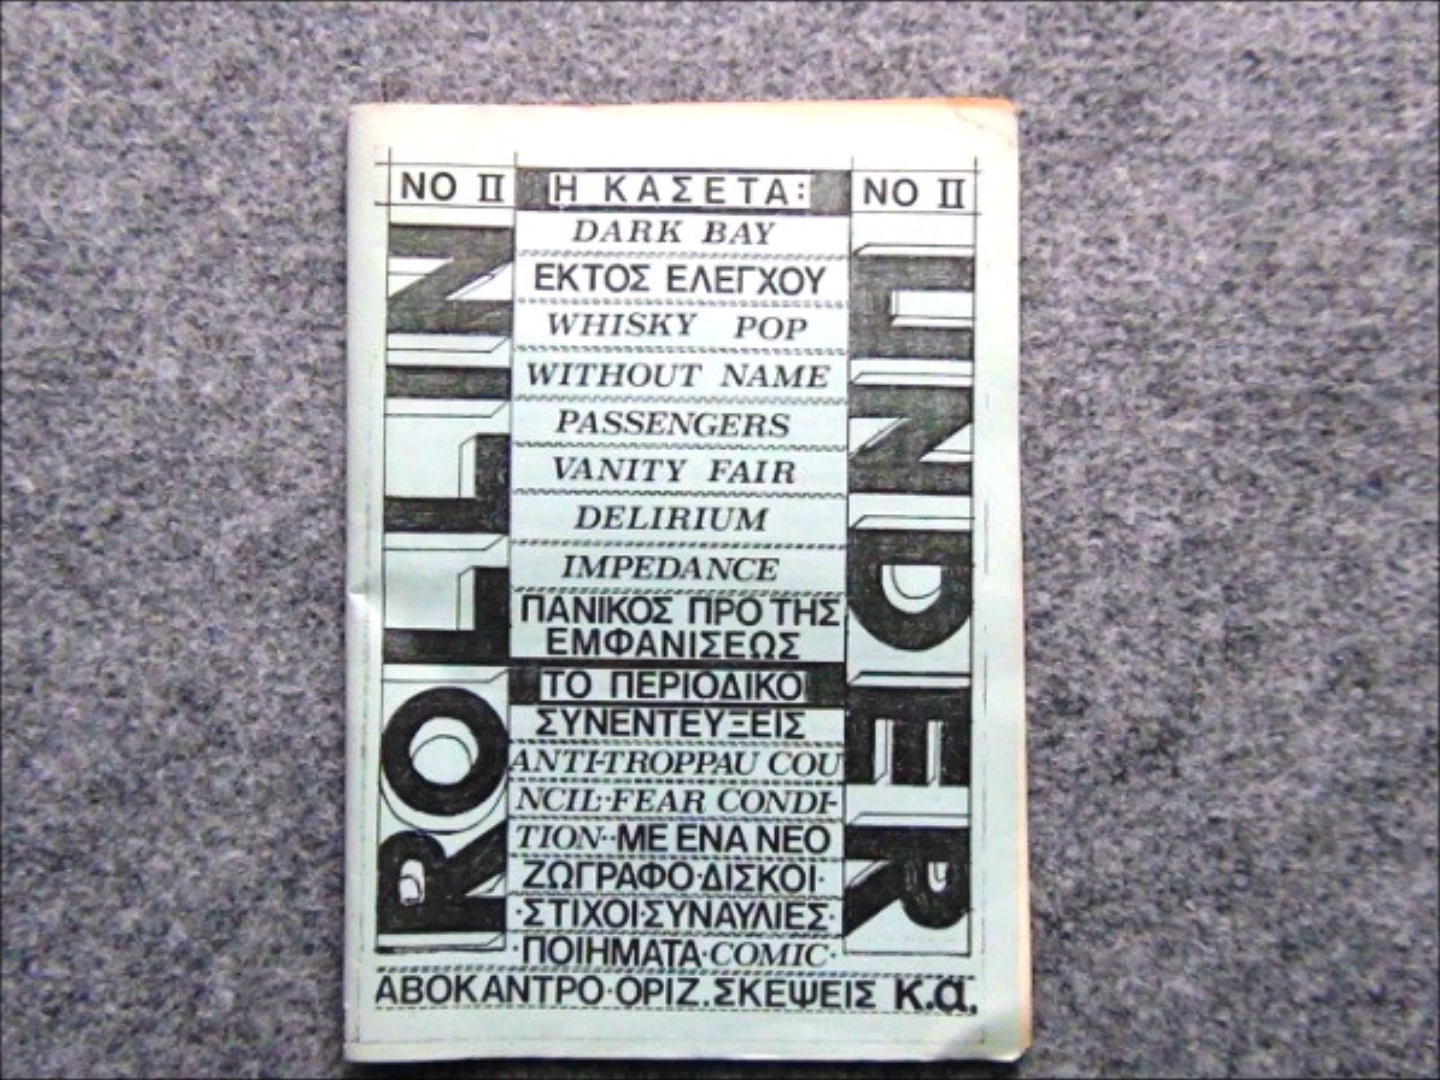 NO II
Η ΚΑΣΕΤΑ:
NO II
ROLLIN
UNDER
DARK BAY
ΕΚΤΟΣ ΕΛΕΓΧΟΥ
WHISKY POP
WITHOUT NAME
PASSENGERS
VANITY FAIR
DELIRIUM
IMPEDANCE
ΠΑΝΙΚΟΣ ΠΡΟ ΤΗΣ
ΕΜΦΑΝΙΣΕΩΣ
ΤΟ ΠΕΡΙΟΔΙΚΟ
ΣΥΝΕΝΤΕΥΞΕΙΣ
ANTI-TROPPAU COU
NCIL·FEAR CONDI-
TION··ΜΕ ΕΝΑ ΝΕΟ
ΖΩΓΡΑΦΟ·ΔΙΣΚΟΙ·
·ΣΤΙΧΟΙ·ΣΥΝΑΥΛΙΕΣ·
·ΠΟΙΗΜΑΤΑ·COMIC·
ΑΒΟΚΑΝΤΡΟ·ΟΡΙΖ.ΣΚΕΨΕΙΣ κ.α.